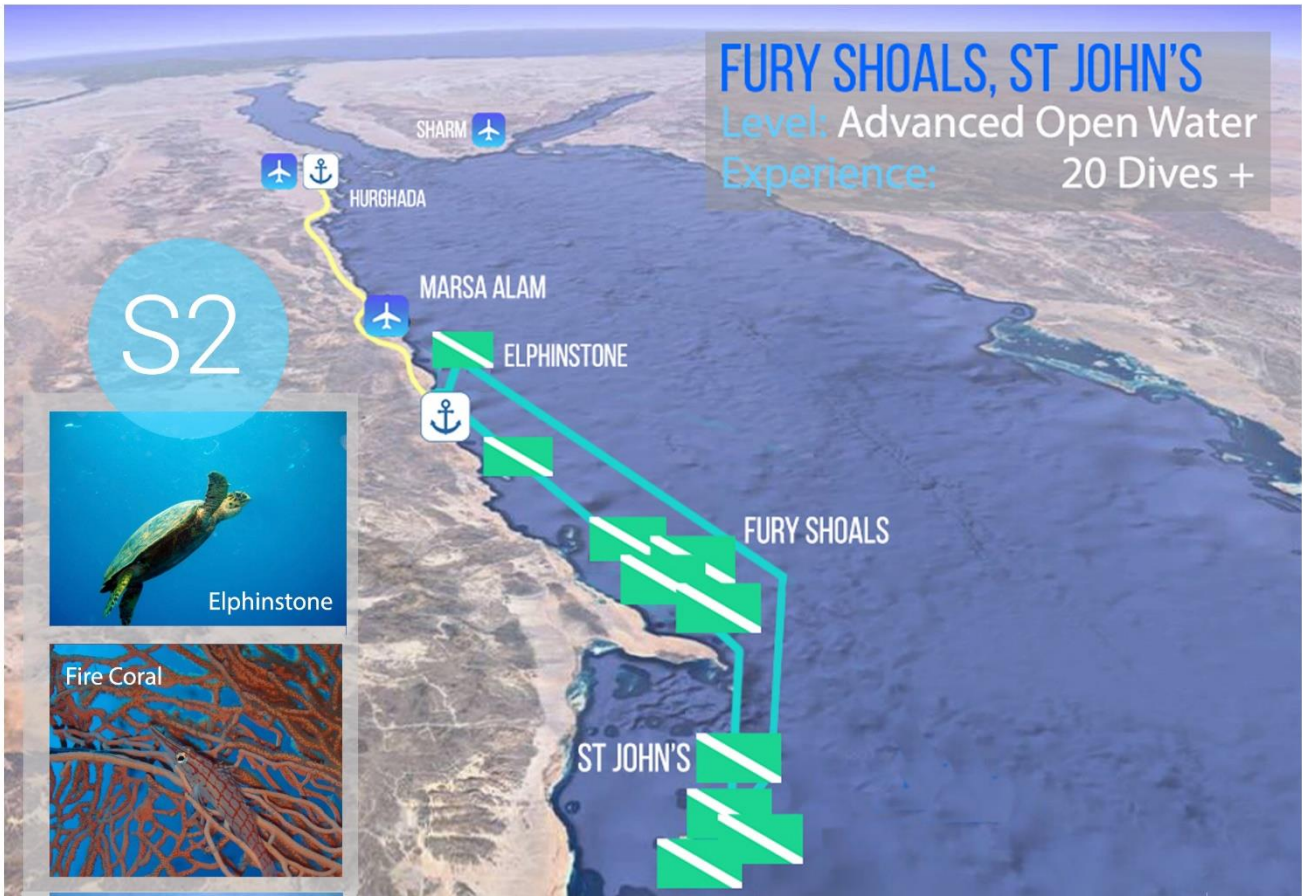 FURY SHOALS, ST JOHN'S
Level: Advanced Open Water
Experience: 20 Dives +
SHARM
HURGHADA
MARSA ALAM
S2
ELPHINSTONE
FURY SHOALS
Elphinstone
Fire Coral
ST JOHN'S